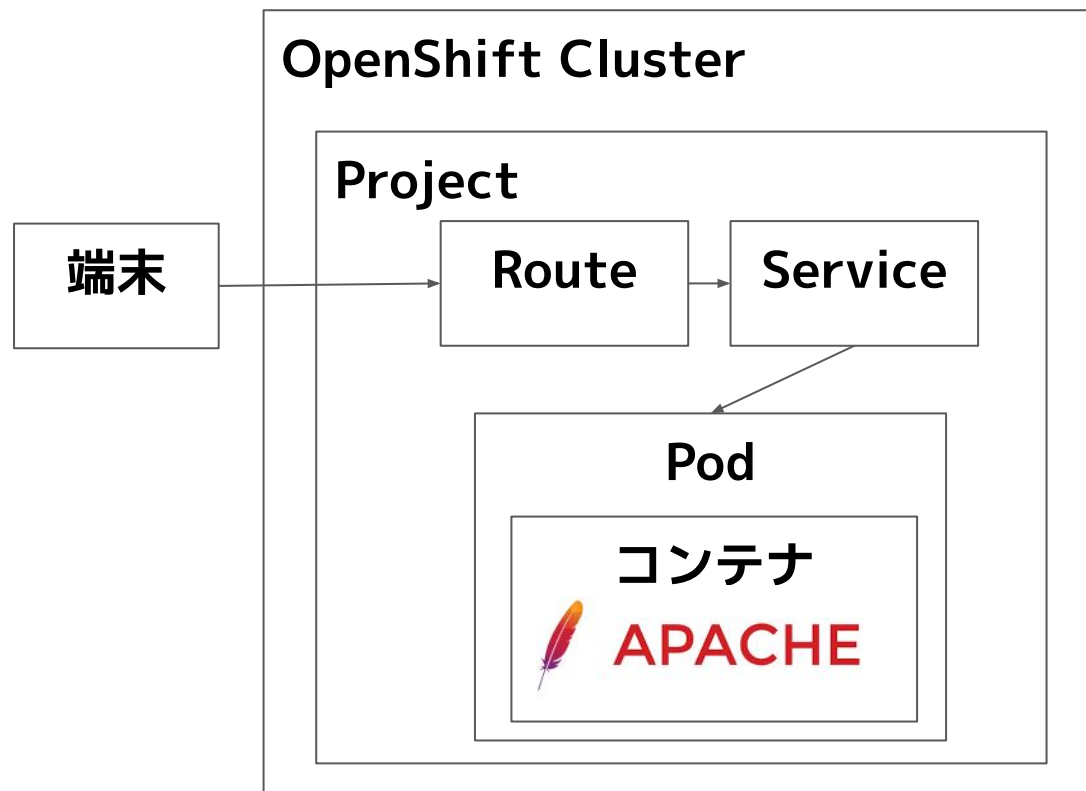 OpenShift Cluster
Project
端末
Route
Service
Pod
コンテナ
APACHE